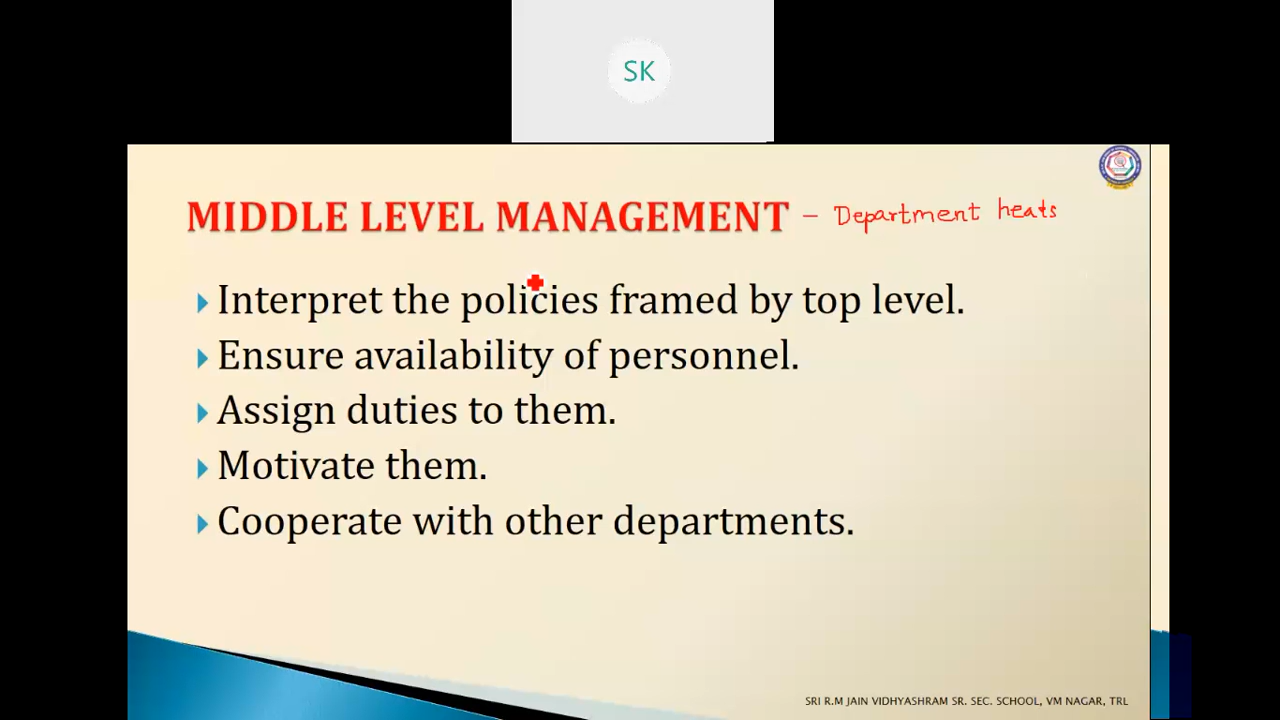 SK
MIDDLE LEVEL MANAGEMENT – Department heats
Interpret the policies framed by top level.
Ensure availability of personnel.
Assign duties to them.
Motivate them.
Cooperate with other departments.
SRI R.M JAIN VIDHYASHRAM SR. SEC. SCHOOL, VM NAGAR, TRL